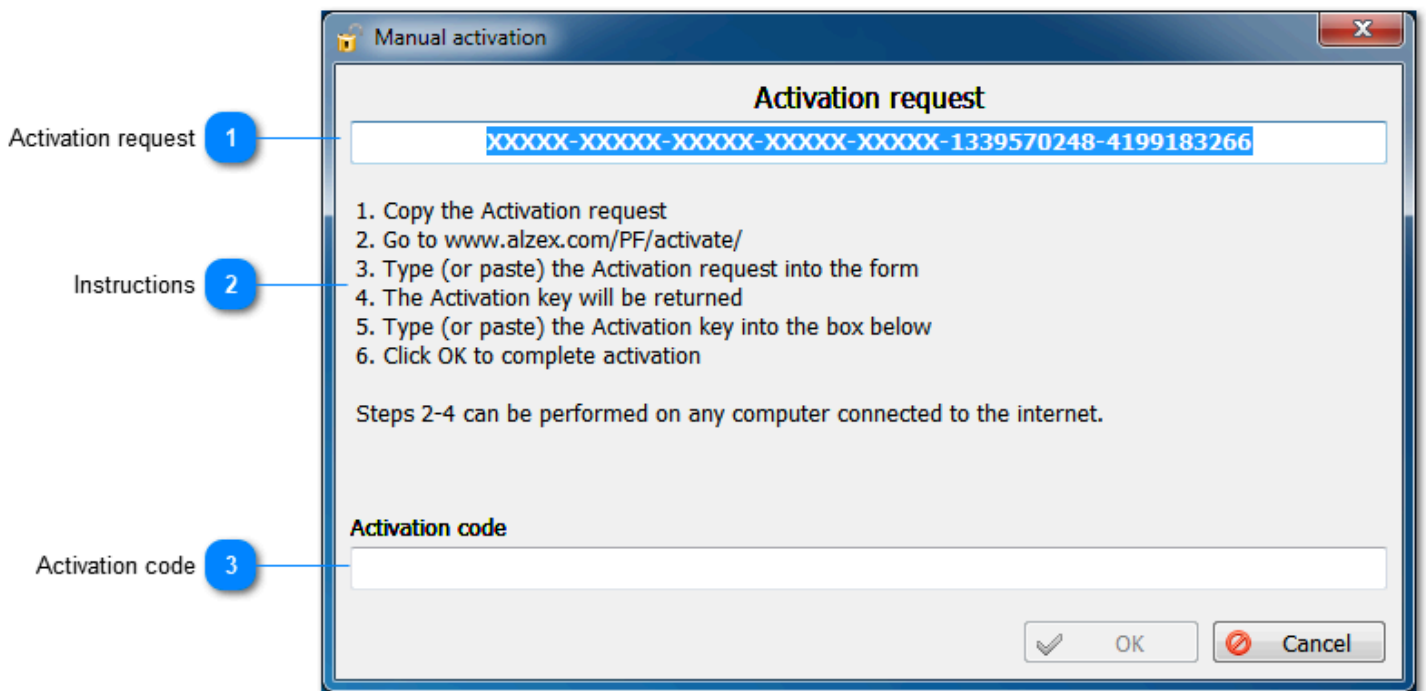 Manual activation
Activation request
Activation request 1
XXXXX-XXXXX-XXXXX-XXXXX-XXXXX-1339570248-4199183266
1. Copy the Activation request
2. Go to www.alzex.com/PF/activate/
3. Type (or paste) the Activation request into the form
Instructions 2
4. The Activation key will be returned
5. Type (or paste) the Activation key into the box below
6. Click OK to complete activation
Steps 2-4 can be performed on any computer connected to the internet.
Activation code
Activation code 3
OK
Cancel